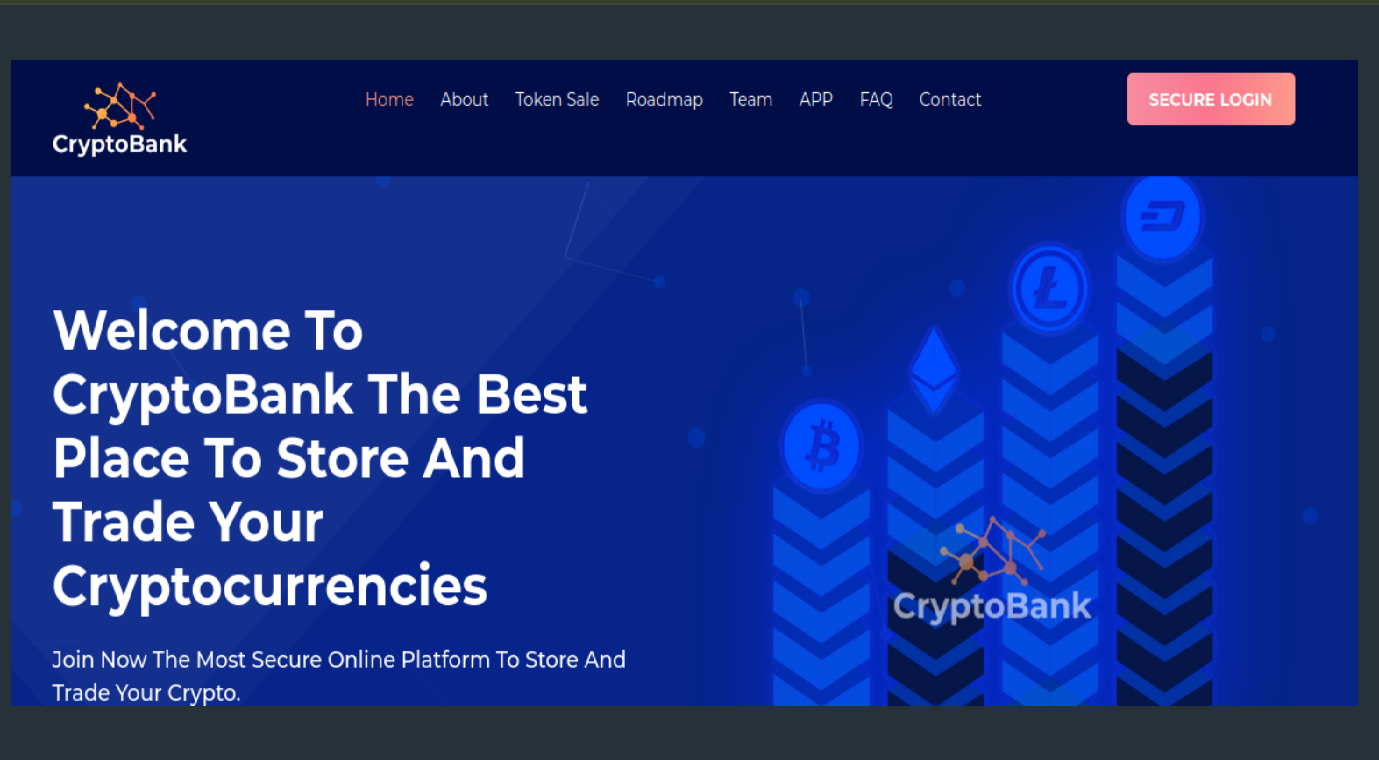 CryptoBank
Home About Token Sale Roadmap Team APP FAQ Contact
SECURE LOGIN
Welcome To
CryptoBank The Best
Place To Store And
Trade Your
Cryptocurrencies
Join Now The Most Secure Online Platform To Store And
Trade Your Crypto.
CryptoBank